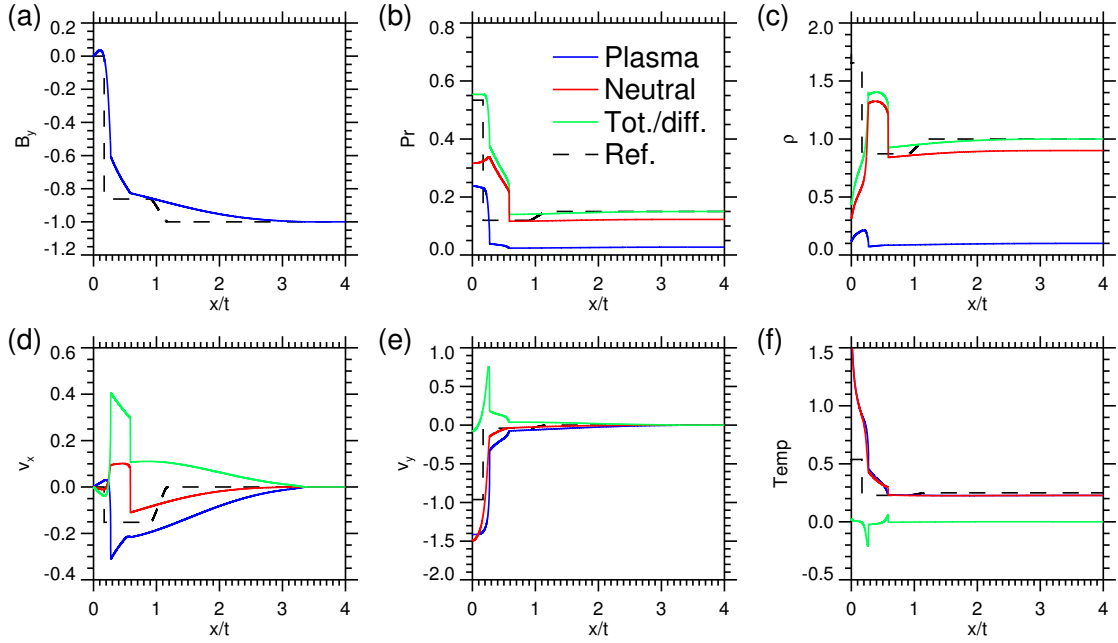 (a)
0.2
0.0
-0.2
-0.4
-0.6
-0.8
-1.0
-1.2
B_y
0 1 2 3 4
x/t
(b)
0.8
0.6
0.4
0.2
0.0
Pr
Plasma
Neutral
Tot./diff.
Ref.
0 1 2 3 4
x/t
(c)
2.0
1.5
1.0
0.5
0.0
ρ
0 1 2 3 4
x/t
(d)
0.6
0.4
0.2
0.0
-0.2
-0.4
v_x
0 1 2 3 4
x/t
(e)
1.0
0.5
0.0
-0.5
-1.0
-1.5
-2.0
v_y
0 1 2 3 4
x/t
(f)
1.5
1.0
0.5
0.0
-0.5
Temp
0 1 2 3 4
x/t